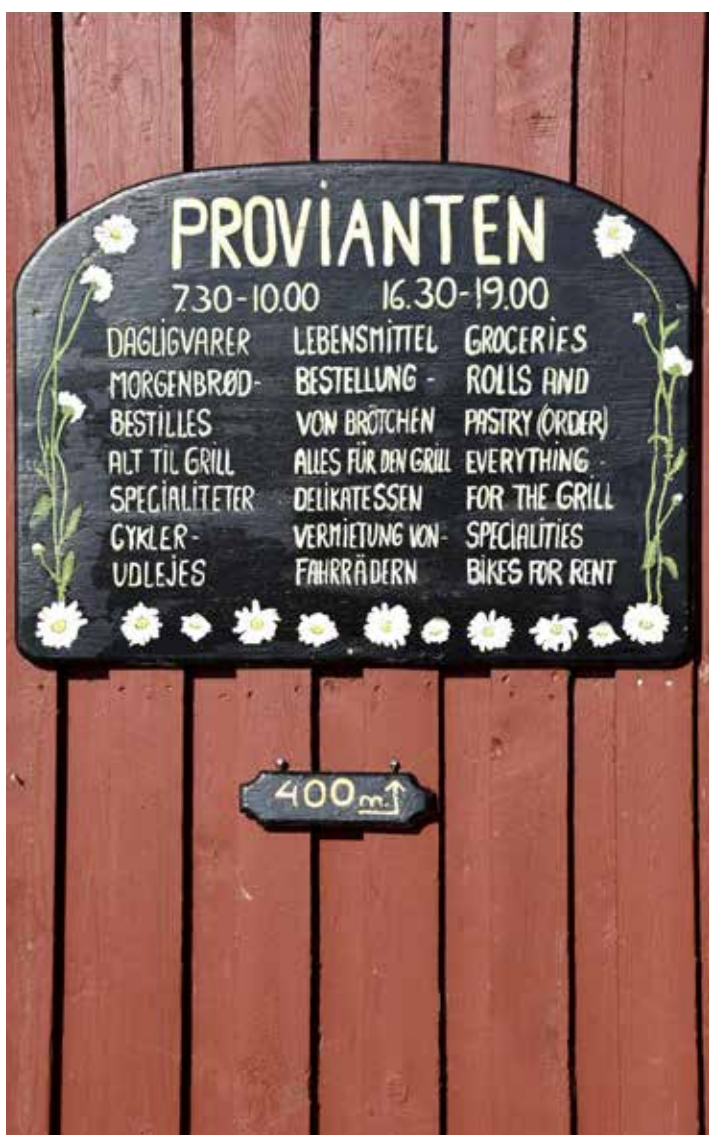 PROVIANTEN
7.30-10.00 16.30-19.00
DAGLIGVARER
MORGENBRØD-
BESTILLES
ALT TIL GRILL
SPECIALITETER
CYKLER-
UDLEJES
LEBENSMITTEL
BESTELLUNG -
VON BRÖTCHEN
ALLES FÜR DEN GRILL
DELIKATESSEN
VERMIETUNG VON-
FAHRRÄDERN
GROCERIES
ROLLS AND
PASTRY (ORDER)
EVERYTHING -
FOR THE GRILL
SPECIALITIES
BIKES FOR RENT
400 m. ↑